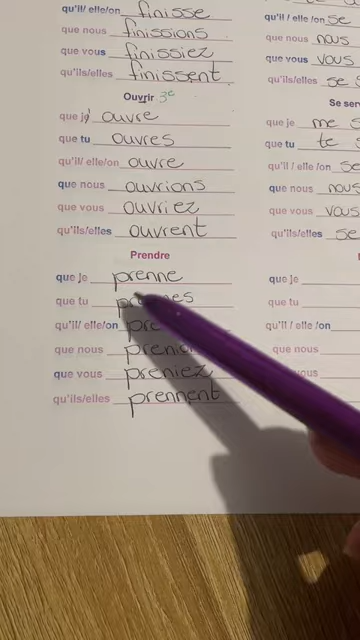 qu'il/ elle/on finisse
que nous finissions
que vous finissiez
qu'ils/elles finissent
Ouvrir 3e
que j' ouvre
que tu ouvres
qu'il/ elle/on ouvre
que nous ouvrions
que vous ouvriez
qu'ils/elles ouvrent
Prendre
que je prenne
que tu
qu'il/ elle/on
que nous
que vous preniez
qu'ils/elles prennent
qu'il / elle /on se
que nous nous
que vous vous
qu'ils/elles se
Se
que je me
que tu te
qu'il / elle /on se
que nous nous
que vous vous
qu'ils/elles se
que je
que tu
qu'il / elle /on
que nous